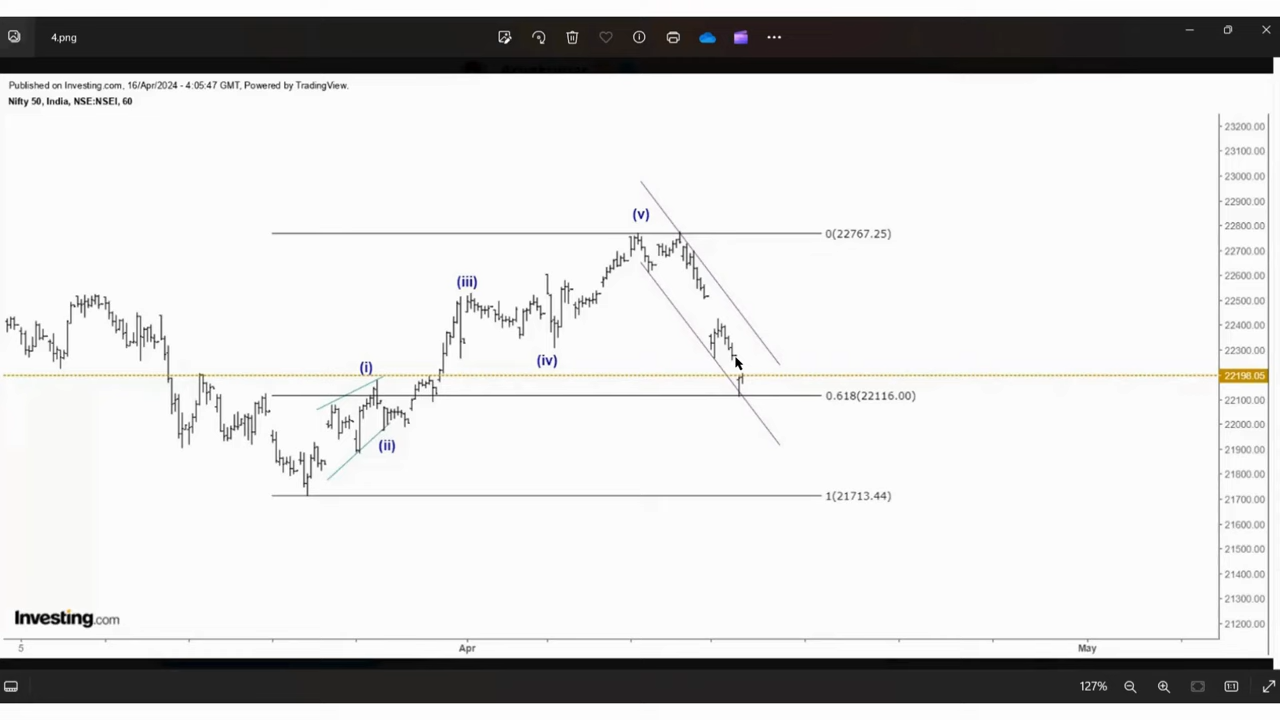 4.png
Published on Investing.com, 16/Apr/2024 - 4:05:47 GMT, Powered by TradingView.
Nifty 50, India, NSE:NSEI, 60
23200.00
23100.00
23000.00
22900.00
(v)
22800.00
0(22767.25)
22700.00
(iii)
22600.00
22500.00
22400.00
22300.00
(iv)
(i)
22198.05
0.618(22116.00)
22100.00
22000.00
(ii)
21900.00
21800.00
1(21713.44)
21700.00
21600.00
21500.00
21400.00
21300.00
Investing.com
21200.00
5
Apr
May
127%
1:1